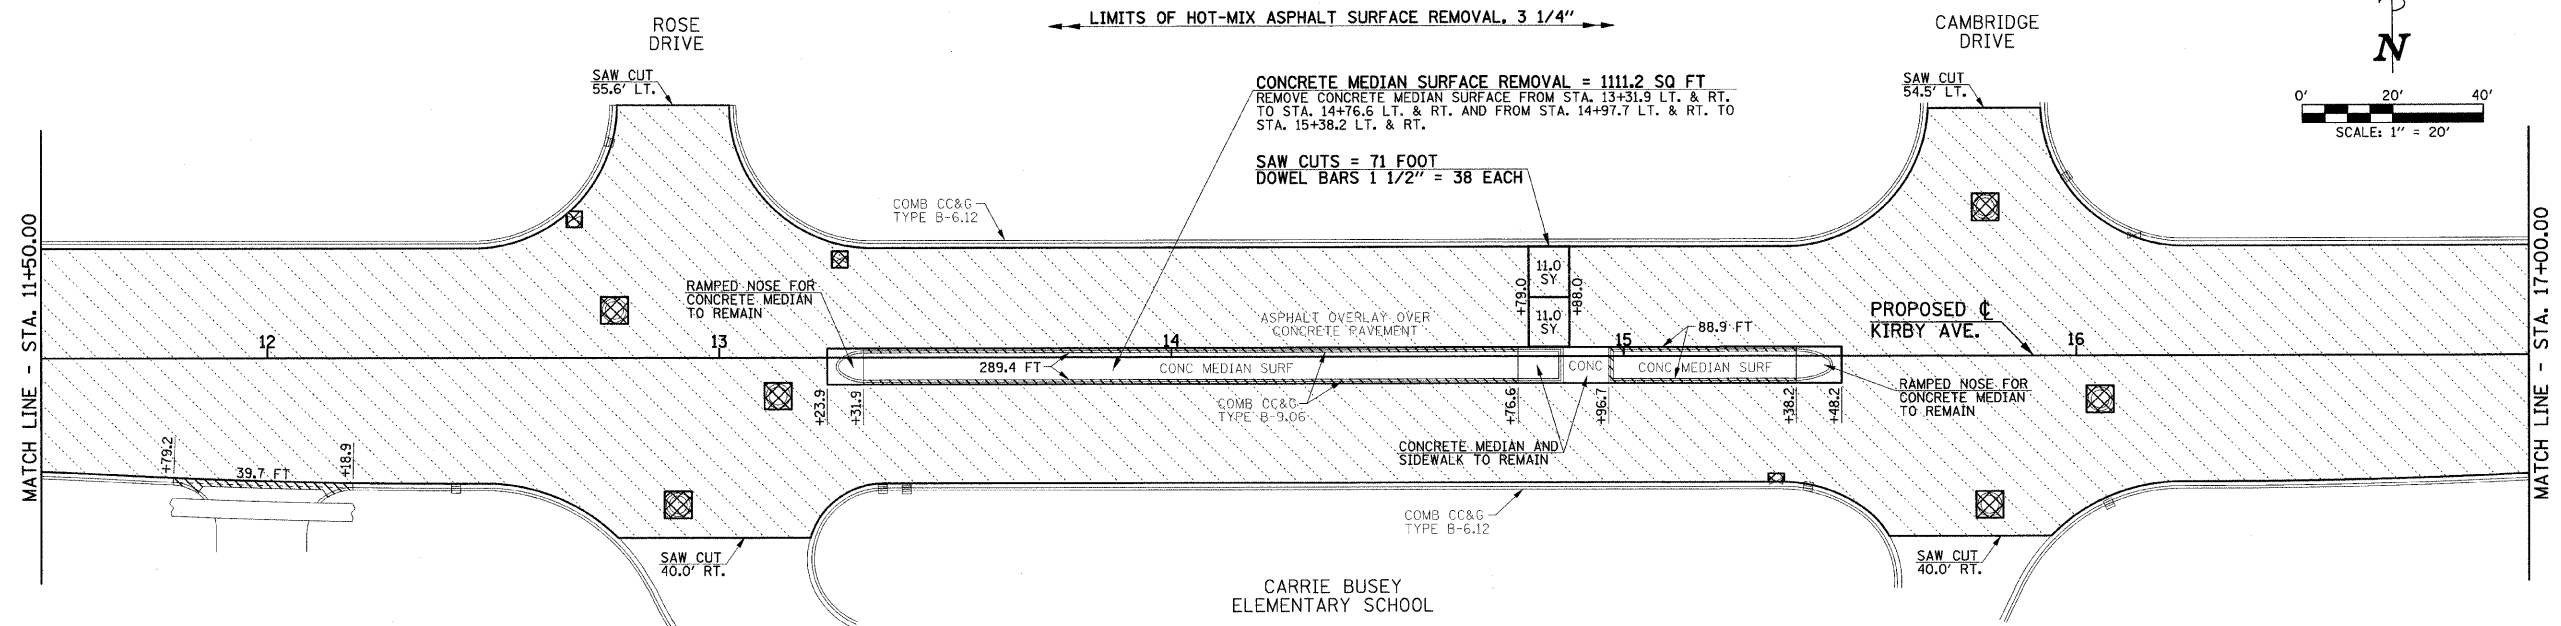 LIMITS OF HOT-MIX ASPHALT SURFACE REMOVAL, 3 1/4"
ROSE
DRIVE
CAMBRIDGE
DRIVE
N
SAW CUT
55.6' LT.
CONCRETE MEDIAN SURFACE REMOVAL = 1111.2 SQ FT
REMOVE CONCRETE MEDIAN SURFACE FROM STA. 13+31.9 LT. & RT.
TO STA. 14+76.6 LT. & RT. AND FROM STA. 14+97.7 LT. & RT. TO
STA. 15+38.2 LT. & RT.
SAW CUT
54.5' LT.
0' 20' 40'
SCALE: 1" = 20'
SAW CUTS = 71 FOOT
DOWEL BARS 1 1/2" = 38 EACH
COMB CC&G
TYPE B-6.12
MATCH LINE - STA. 11+50.00
MATCH LINE - STA. 17+00.00
11.0
SY
11.0
SY
+79.0
+88.0
RAMPED NOSE FOR
CONCRETE MEDIAN
TO REMAIN
ASPHALT OVERLAY OVER
CONCRETE PAVEMENT
PROPOSED ℄
KIRBY AVE.
88.9 FT
12
13
14
15
16
289.4 FT
CONC MEDIAN SURF
CONC
CONC MEDIAN SURF
RAMPED NOSE FOR
CONCRETE MEDIAN
TO REMAIN
+23.9
+31.9
COMB CC&G
TYPE B-9.06
+76.6
+96.7
+38.2
+48.2
CONCRETE MEDIAN AND
SIDEWALK TO REMAIN
+79.2
39.7 FT
+18.9
COMB CC&G
TYPE B-6.12
SAW CUT
40.0' RT.
SAW CUT
40.0' RT.
CARRIE BUSEY
ELEMENTARY SCHOOL